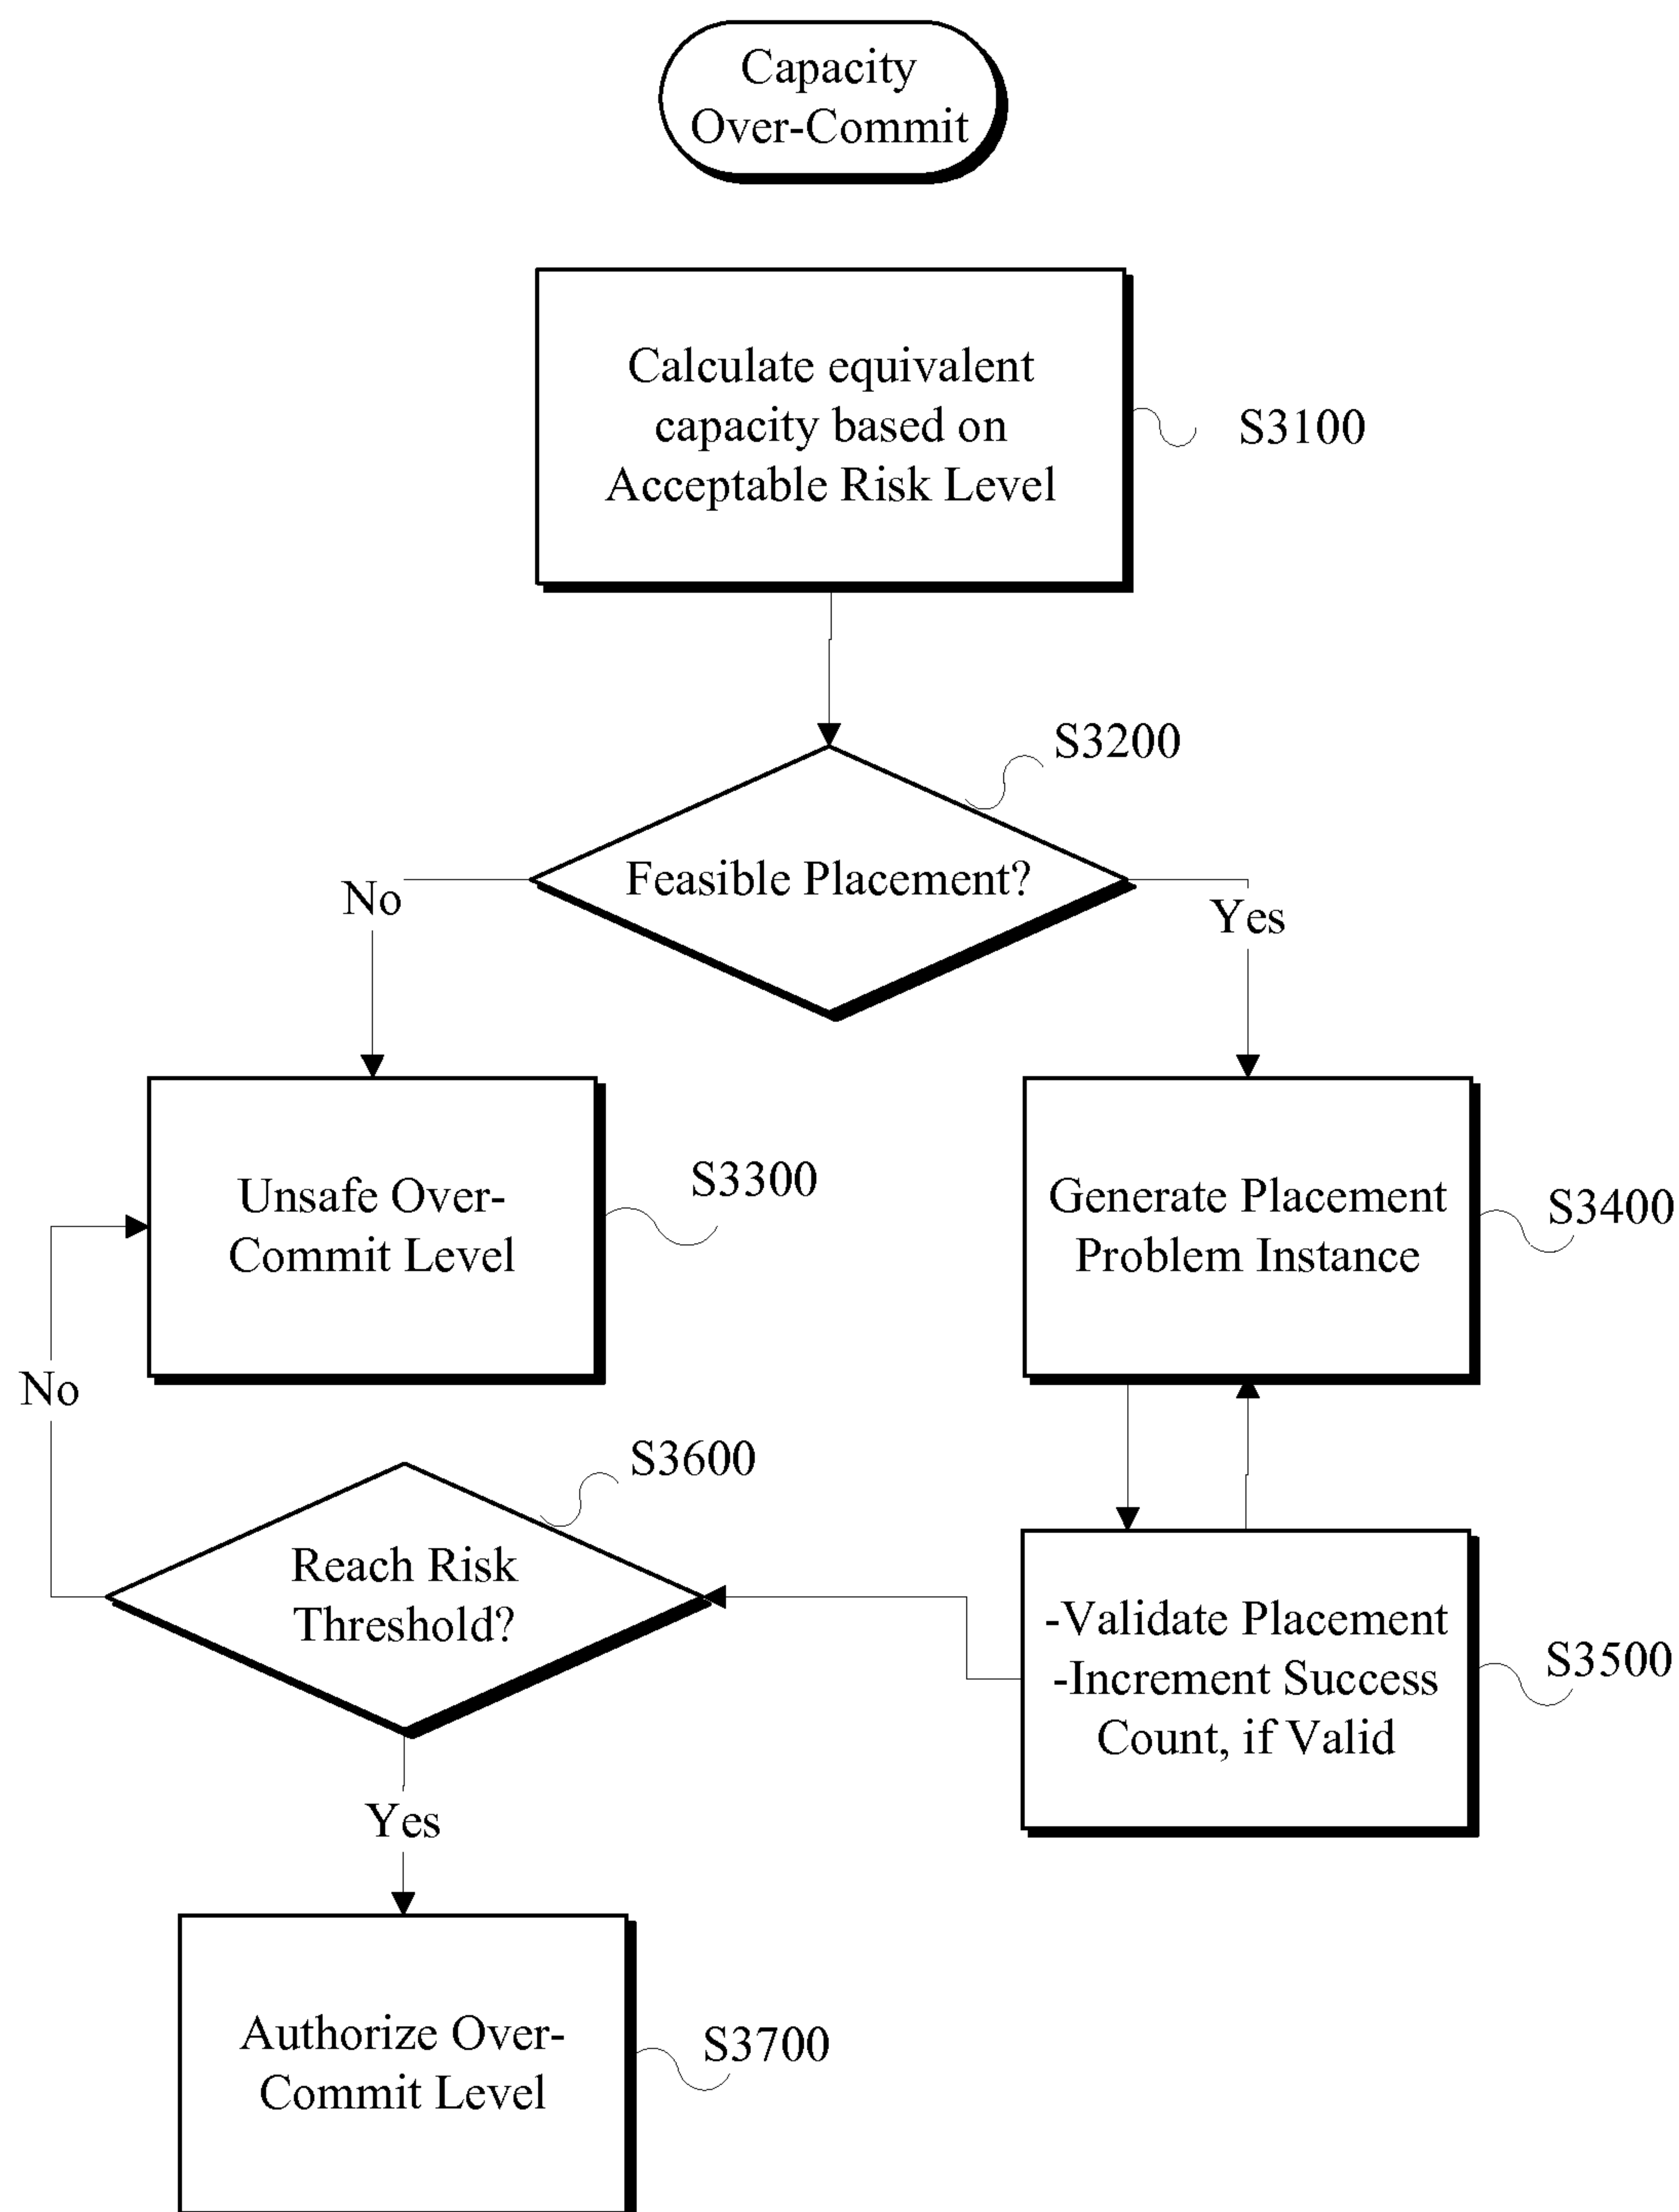 Capacity
Over-Commit
Calculate equivalent
capacity based on
Acceptable Risk Level
S3100
S3200
Feasible Placement?
No
Yes
Unsafe Over-
Commit Level
S3300
Generate Placement
Problem Instance
S3400
No
S3600
Reach Risk
Threshold?
-Validate Placement
-Increment Success
Count, if Valid
S3500
Yes
Authorize Over-
Commit Level
S3700